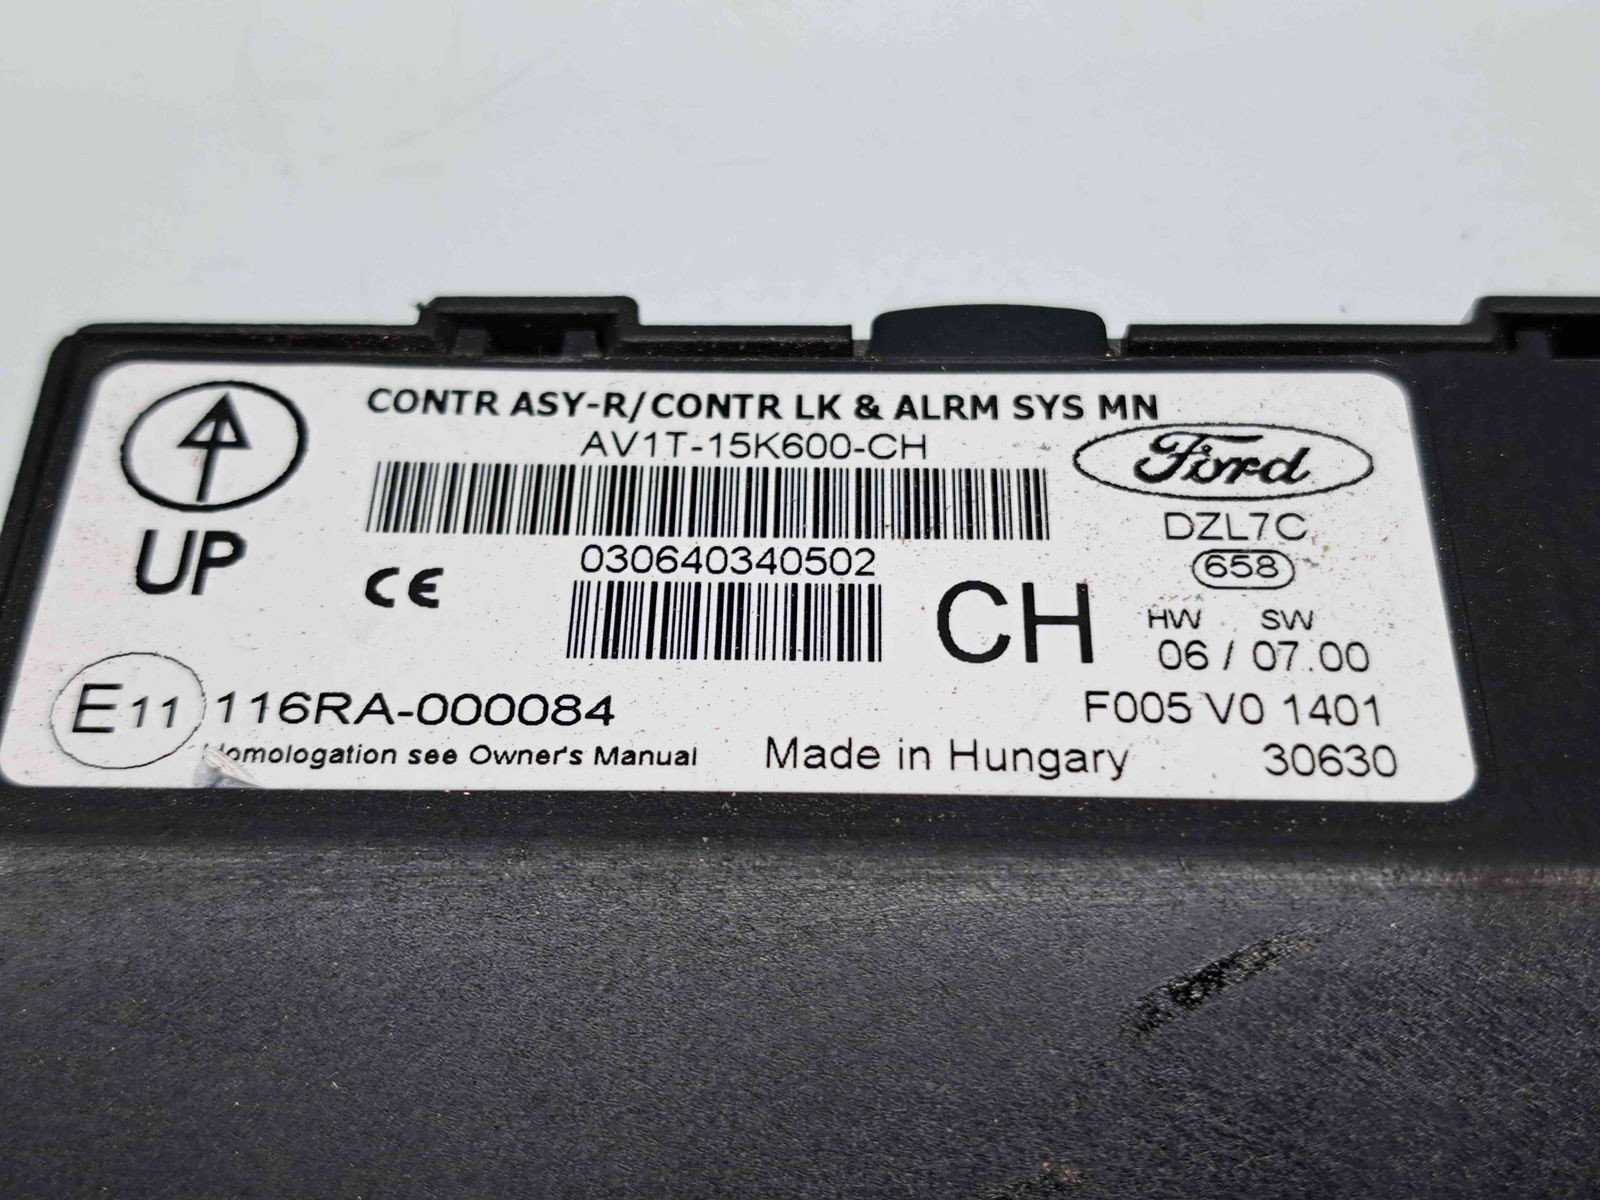 CONTR ASY-R/CONTR LK & ALRM SYS MN
AV1T-15K600-CH
Ford
DZL7C
UP
030640340502
658
CE
CH
HW SW
06 / 07.00
E11
116RA-000084
F005 V0 1401
see Owner's Manual
Made in Hungary
30630